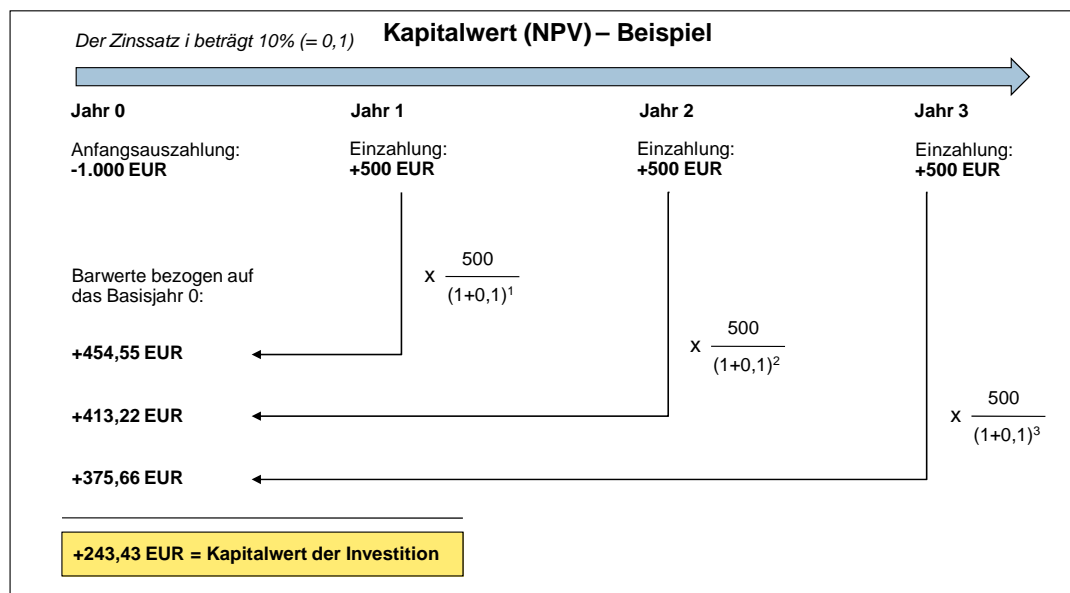 Der Zinssatz i beträgt 10% (= 0,1)
Kapitalwert (NPV) – Beispiel
Jahr 0
Jahr 1
Jahr 2
Jahr 3
Anfangsauszahlung:
-1.000 EUR
Einzahlung:
+500 EUR
Einzahlung:
+500 EUR
Einzahlung:
+500 EUR
Barwerte bezogen auf
das Basisjahr 0:
x 500
(1+0,1)¹
x 500
(1+0,1)²
x 500
(1+0,1)³
+454,55 EUR
+413,22 EUR
+375,66 EUR
+243,43 EUR = Kapitalwert der Investition